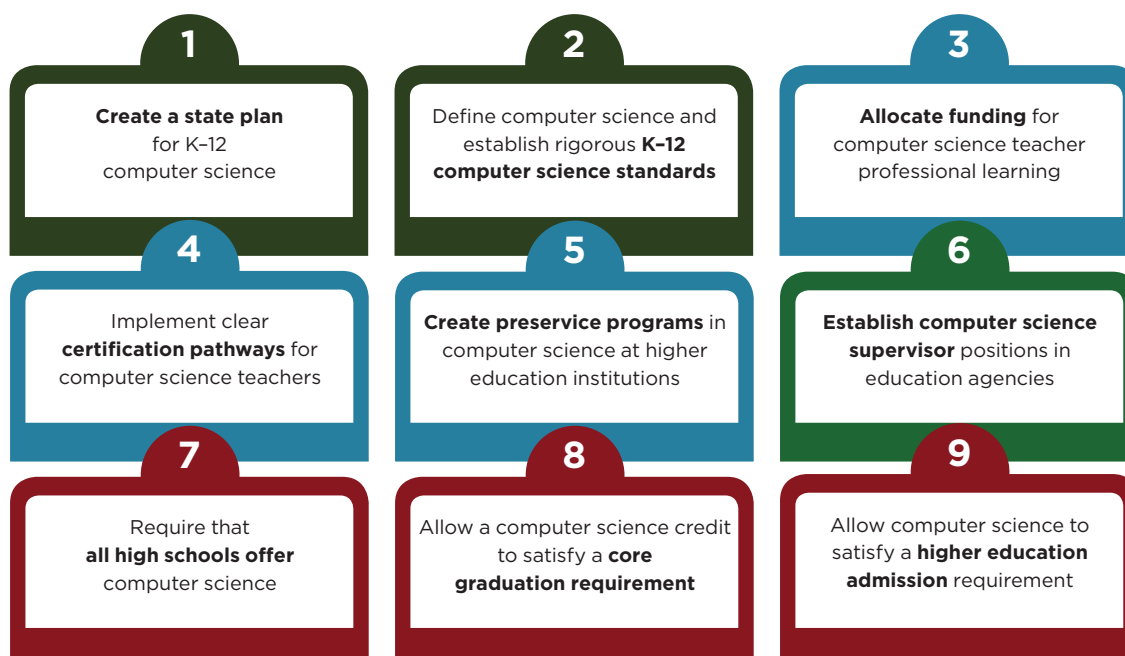 1
Create a state plan
for K–12
computer science
2
Define computer science and
establish rigorous K–12
computer science standards
3
Allocate funding for
computer science teacher
professional learning
4
Implement clear
certification pathways for
computer science teachers
5
Create preservice programs in
computer science at higher
education institutions
6
Establish computer science
supervisor positions in
education agencies
7
Require that
all high schools offer
computer science
8
Allow a computer science credit
to satisfy a core
graduation requirement
9
Allow computer science to
satisfy a higher education
admission requirement